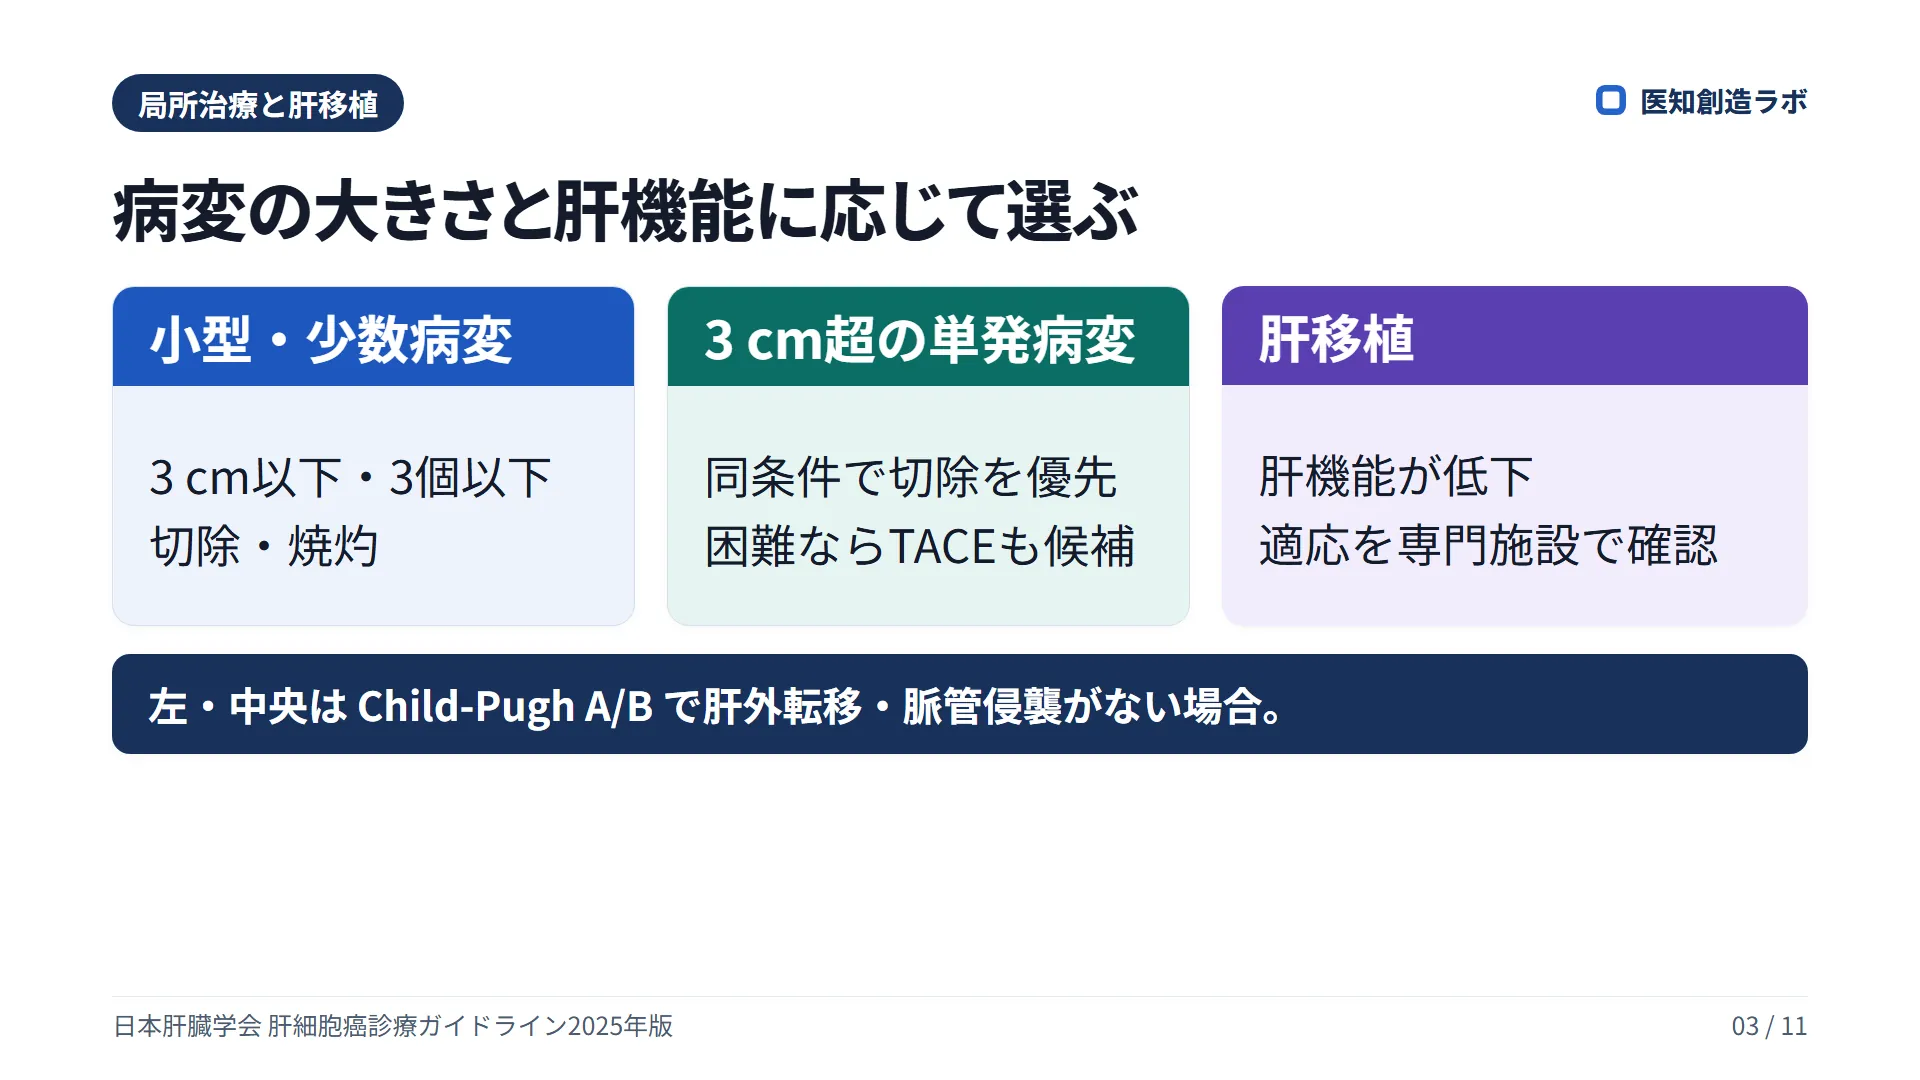 局所治療と肝移植
医知創造ラボ
病変の大きさと肝機能に応じて選ぶ
小型・少数病変
3 cm以下・3個以下
切除・焼灼
3 cm超の単発病変
同条件で切除を優先
困難ならTACEも候補
肝移植
肝機能が低下
適応を専門施設で確認
左・中央は Child-Pugh A/B で肝外転移・脈管侵襲がない場合。
日本肝臓学会 肝細胞癌診療ガイドライン2025年版
03 / 11